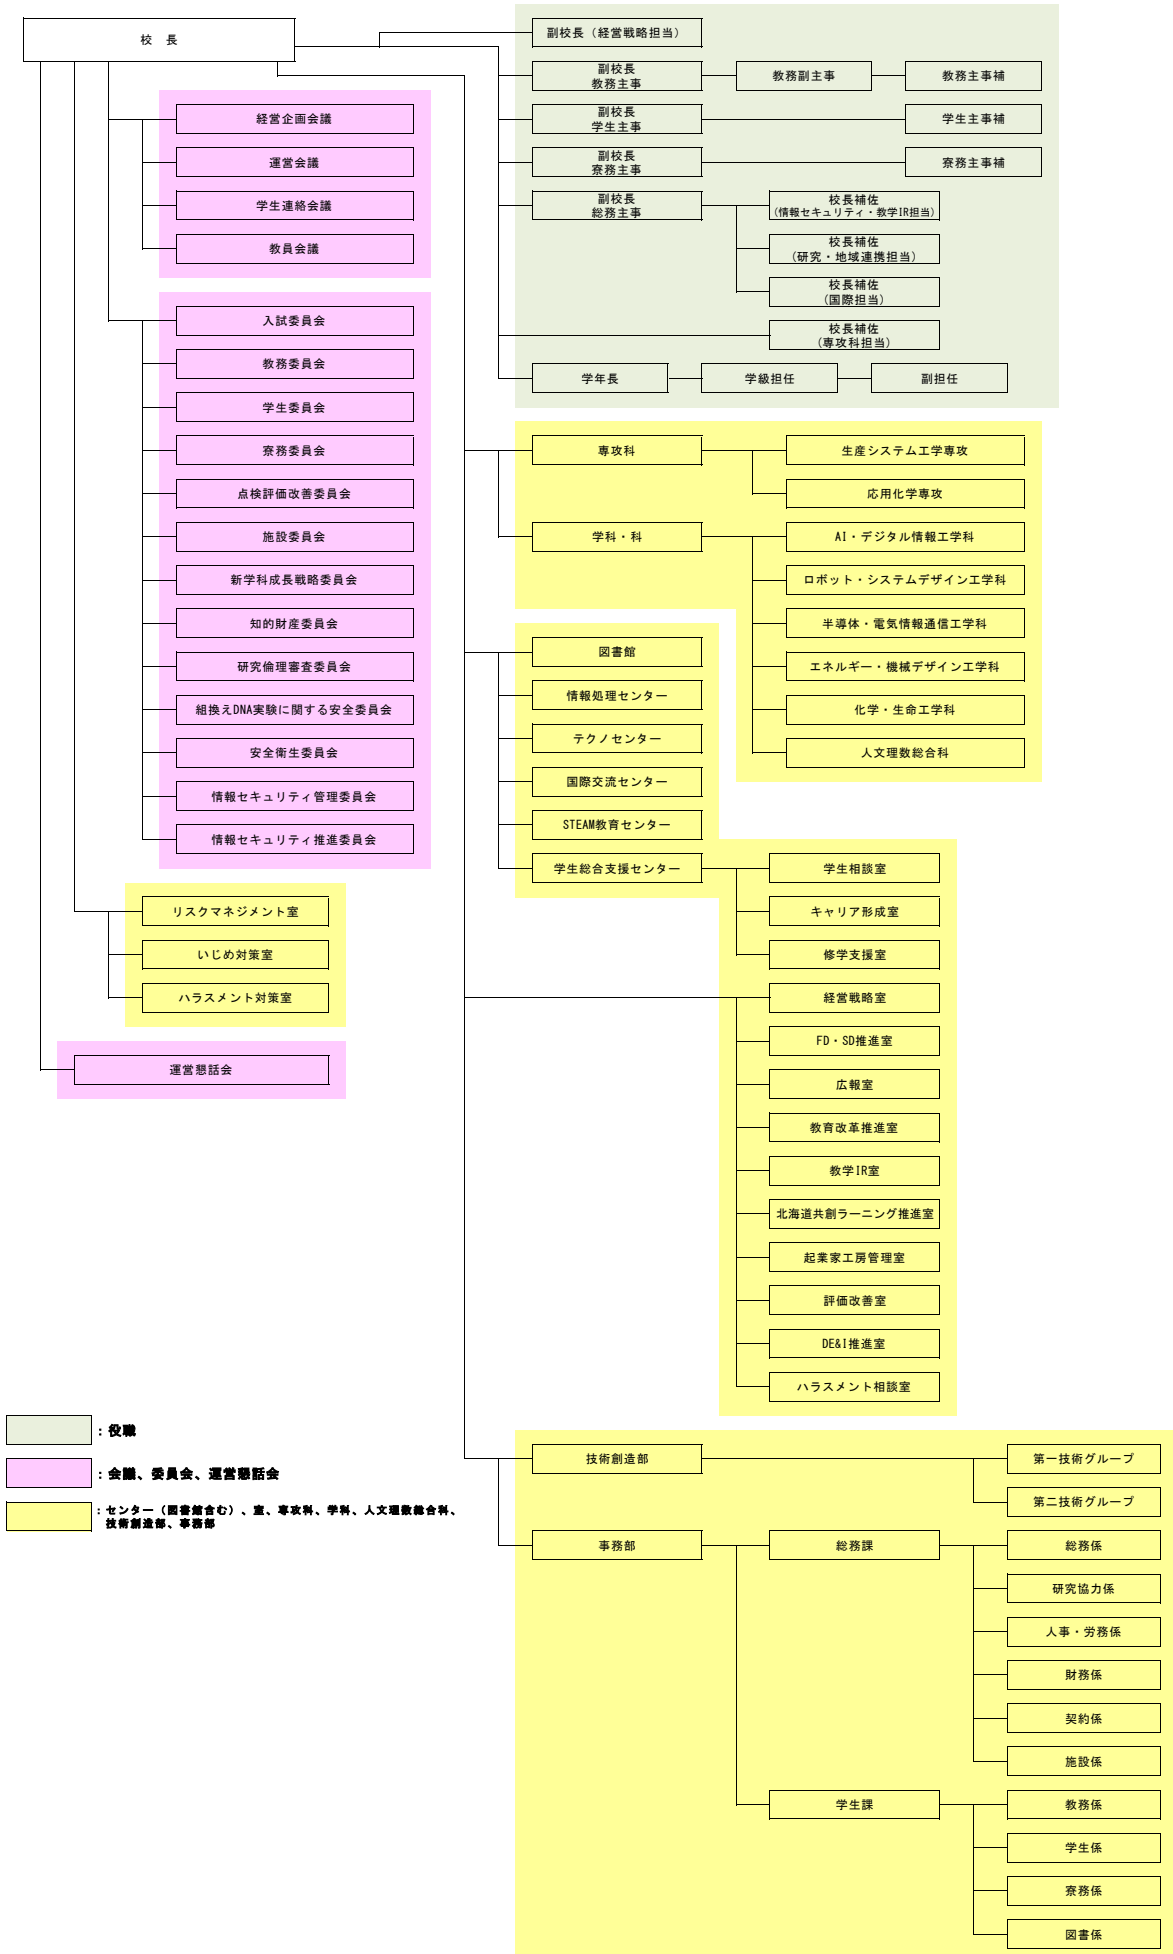 校　長
副校長（経営戦略担当）
副校長
教務主事
教務副主事
教務主事補
副校長
学生主事
学生主事補
副校長
寮務主事
寮務主事補
副校長
総務主事
校長補佐
(情報セキュリティ・教学IR担当)
校長補佐
(研究・地域連携担当)
校長補佐
(国際担当)
校長補佐
(専攻科担当)
学年長
学級担任
副担任
経営企画会議
運営会議
学生連絡会議
教員会議
入試委員会
教務委員会
学生委員会
寮務委員会
点検評価改善委員会
施設委員会
新学科成長戦略委員会
知的財産委員会
研究倫理審査委員会
組換えDNA実験に関する安全委員会
安全衛生委員会
情報セキュリティ管理委員会
情報セキュリティ推進委員会
リスクマネジメント室
いじめ対策室
ハラスメント対策室
運営懇話会
専攻科
生産システム工学専攻
応用化学専攻
学科・科
AI・デジタル情報工学科
ロボット・システムデザイン工学科
半導体・電気情報通信工学科
エネルギー・機械デザイン工学科
化学・生命工学科
人文理数総合科
図書館
情報処理センター
テクノセンター
国際交流センター
STEAM教育センター
学生総合支援センター
学生相談室
キャリア形成室
修学支援室
経営戦略室
FD・SD推進室
広報室
教育改革推進室
教学IR室
北海道共創ラーニング推進室
起業家工房管理室
評価改善室
DE&I推進室
ハラスメント相談室
技術創造部
第一技術グループ
第二技術グループ
事務部
総務課
総務係
研究協力係
人事・労務係
財務係
契約係
施設係
学生課
教務係
学生係
寮務係
図書係
：役職
：会議、委員会、運営懇話会
：センター（図書館含む）、室、専攻科、学科、人文理数総合科、
技術創造部、事務部